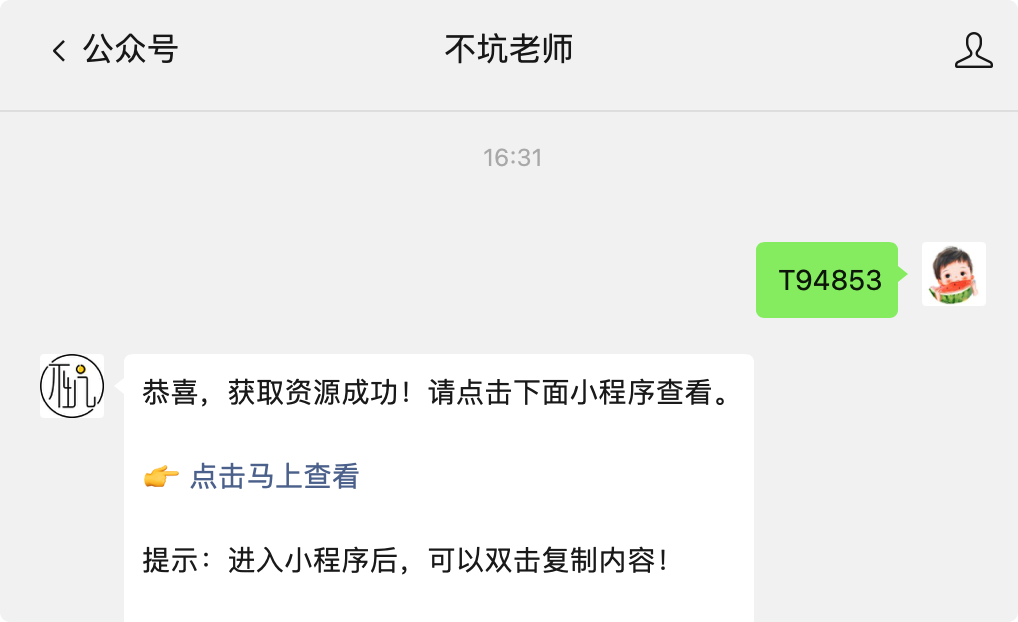 公众号
不坑老师
16:31
T94853
不坑
恭喜，获取资源成功！请点击下面小程序查看。
👉 点击马上查看
提示：进入小程序后，可以双击复制内容！